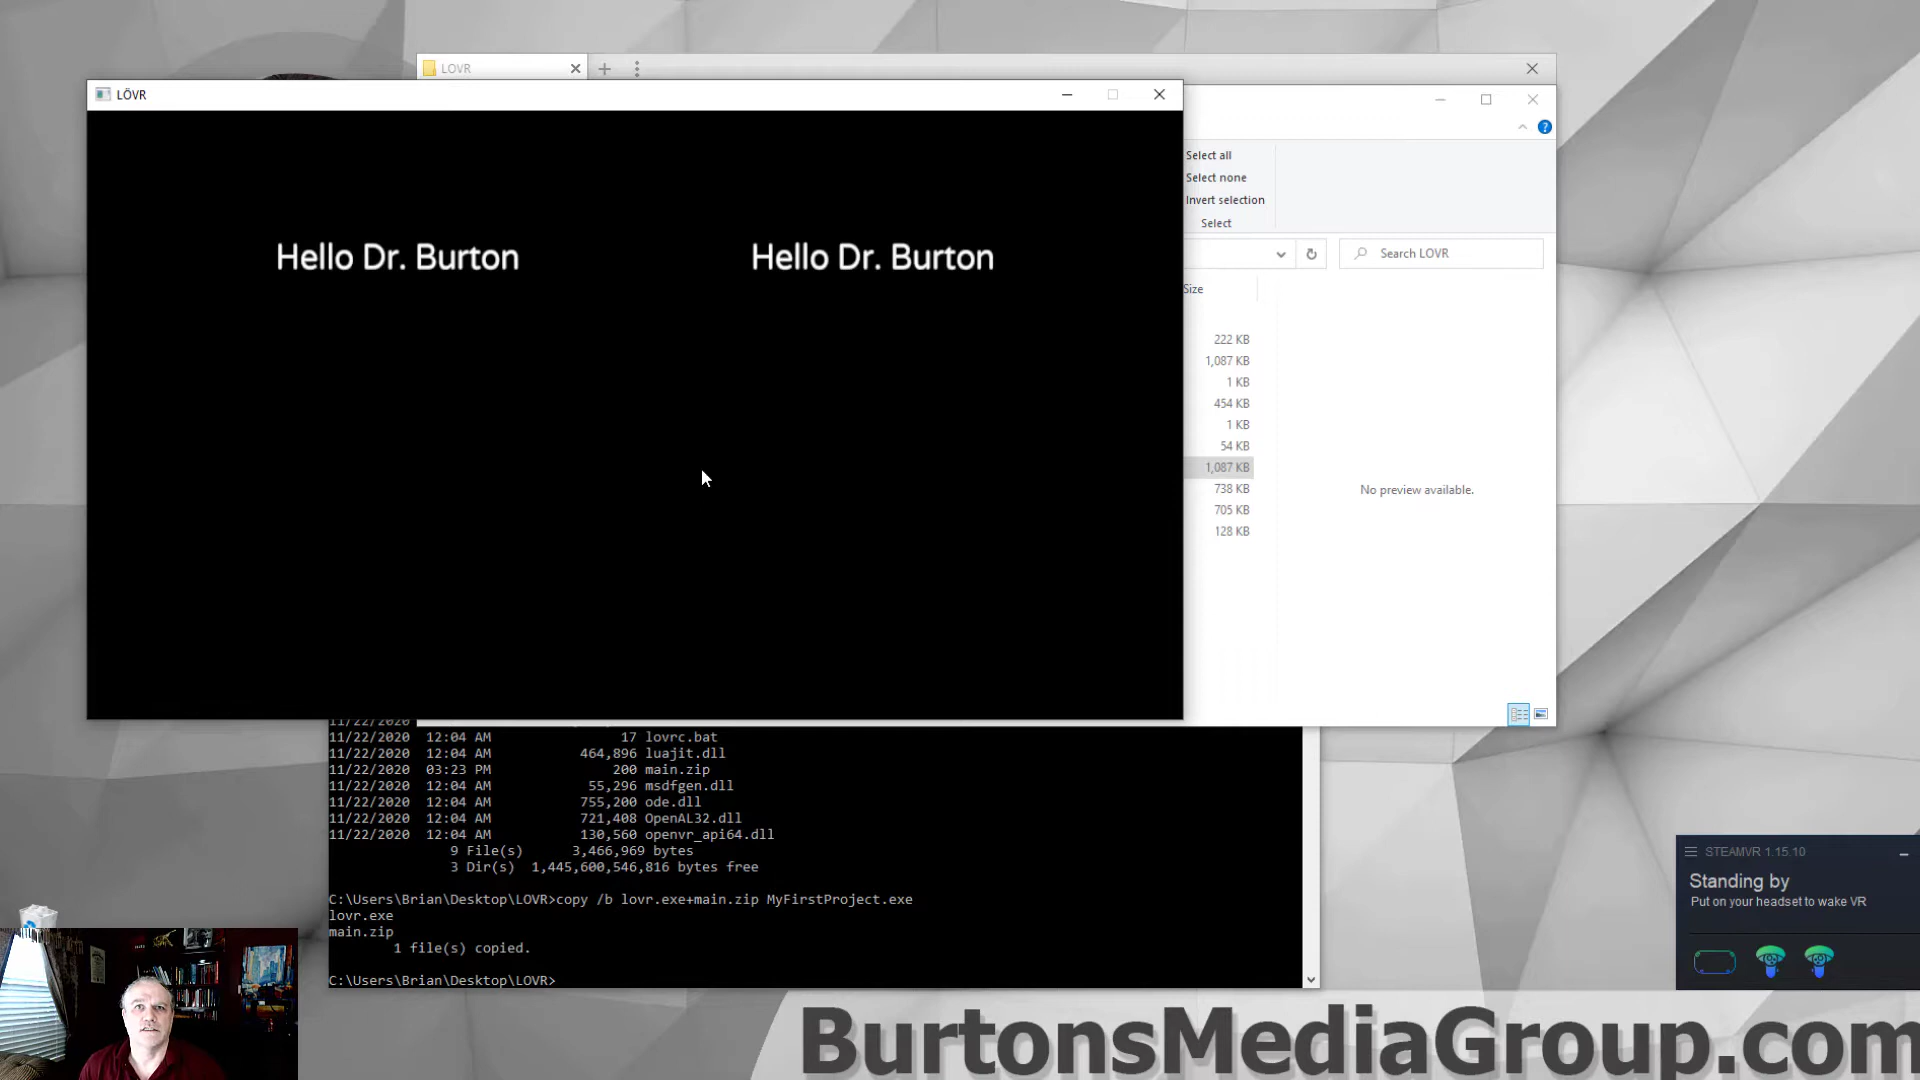 LOVR
LÖVR
Select all
Select none
Invert selection
Select
Search LOVR
Size
222 KB
1,087 KB
1 KB
454 KB
1 KB
54 KB
1,087 KB
738 KB
705 KB
128 KB
No preview available.
Hello Dr. Burton
Hello Dr. Burton
11/22/2020
11/22/2020 12:04 AM 17 lovrc.bat
11/22/2020 12:04 AM 464,896 luajit.dll
11/22/2020 03:23 PM 200 main.zip
11/22/2020 12:04 AM 55,296 msdfgen.dll
11/22/2020 12:04 AM 755,200 ode.dll
11/22/2020 12:04 AM 721,408 OpenAL32.dll
11/22/2020 12:04 AM 130,560 openvr_api64.dll
9 File(s) 3,466,969 bytes
3 Dir(s) 1,445,600,546,816 bytes free
C:\Users\Brian\Desktop\LOVR>copy /b lovr.exe+main.zip MyFirstProject.exe
lovr.exe
main.zip
1 file(s) copied.
C:\Users\Brian\Desktop\LOVR>
STEAMVR 1.15.10
Standing by
Put on your headset to wake VR
BurtonsMediaGroup.com